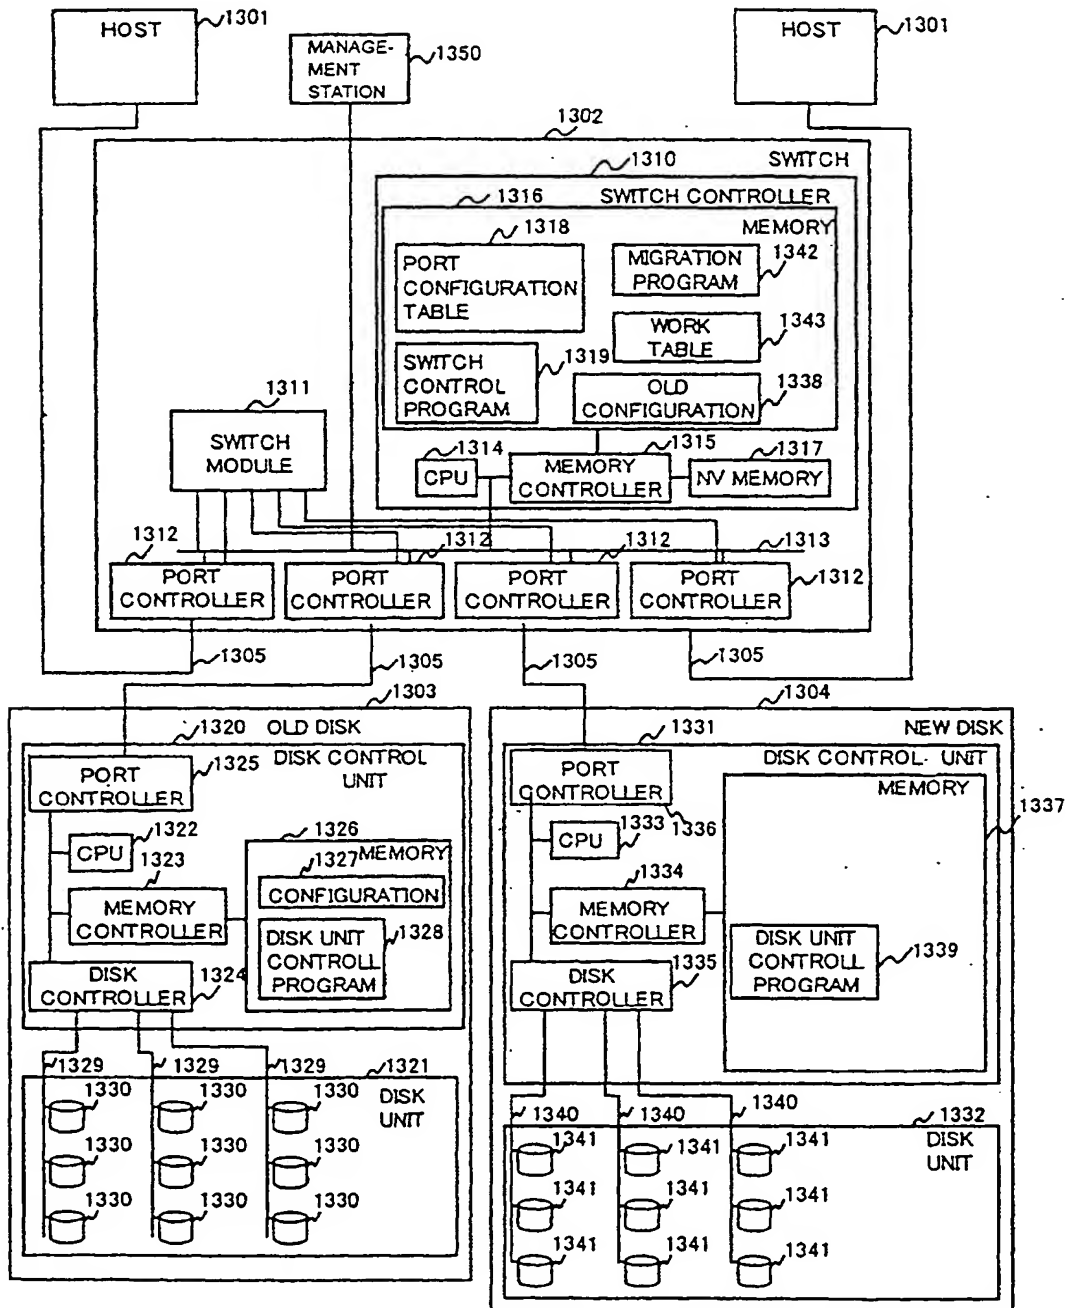 HOST
1301
MANAGE-
MENT
STATION
1350
HOST
1301
1302
SWITCH
1310
SWITCH CONTROLLER
1316
MEMORY
1318
PORT
CONFIGURATION
TABLE
MIGRATION
PROGRAM
1342
WORK
TABLE
1343
SWITCH
CONTROL
PROGRAM
1319
OLD
CONFIGURATION
1338
1311
SWITCH
MODULE
1314
CPU
1315
MEMORY
CONTROLLER
1317
NV MEMORY
1312
PORT
CONTROLLER
1312
PORT
CONTROLLER
1312
PORT
CONTROLLER
1313
PORT
CONTROLLER
1312
1305
1305
1305
1305
1303
OLD DISK
1320
DISK CONTROL
UNIT
PORT
CONTROLLER
1325
1322
CPU
1323
MEMORY
CONTROLLER
1326
MEMORY
1327
CONFIGURATION
DISK UNIT
CONTROLL
PROGRAM
1328
DISK
CONTROLLER
1324
1329
1329
1329
1321
DISK
UNIT
1330
1330
1330
1330
1330
1330
1330
1330
1330
1304
NEW DISK
1331
DISK CONTROL UNIT
PORT
CONTROLLER
1336
MEMORY
1337
1333
CPU
1334
MEMORY
CONTROLLER
DISK UNIT
CONTROLL
PROGRAM
1339
DISK
CONTROLLER
1335
1340
1340
1340
1332
DISK
UNIT
1341
1341
1341
1341
1341
1341
1341
1341
1341